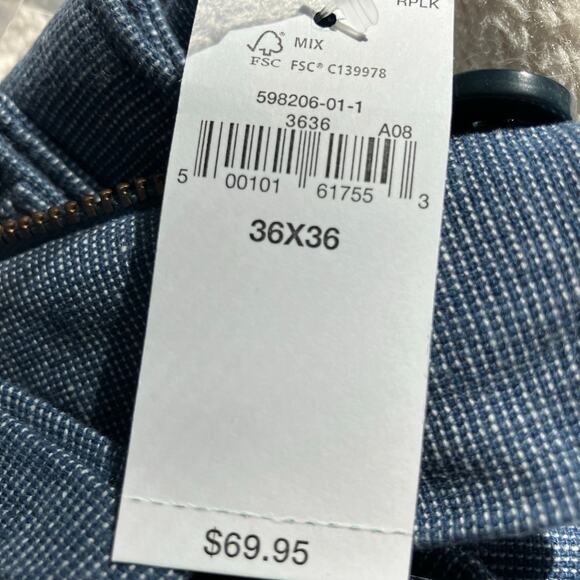 RPLK
MIX
FSC FSC® C139978
598206-01-1
3636 A08
5 00101 61755 3
36X36
$69.95